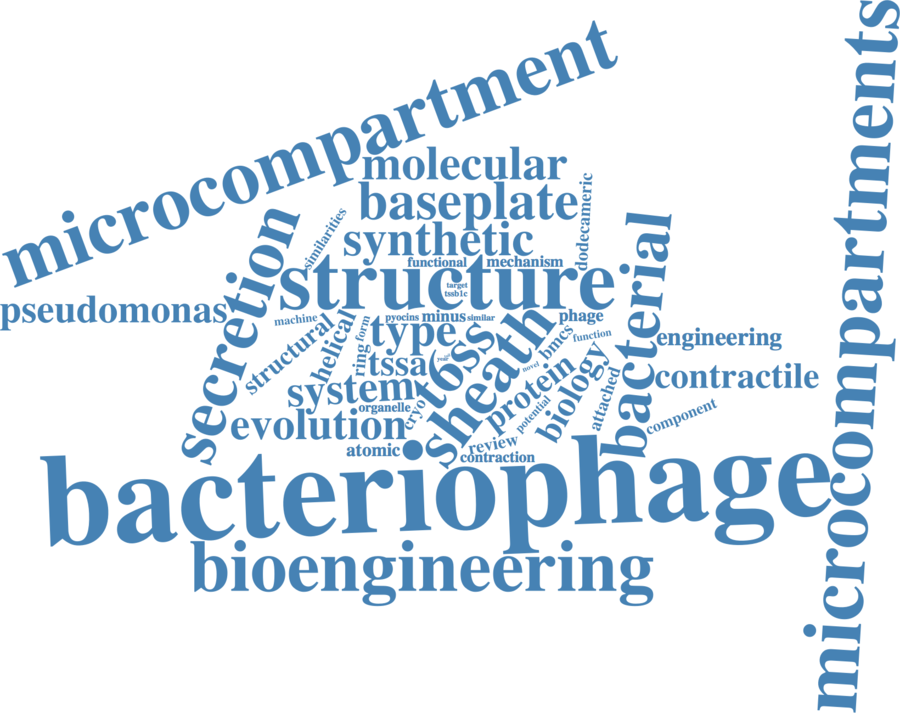 microcompartment
microcompartments
molecular
baseplate
dodecameric
similarities
synthetic
secretion
functional
mechanism
structure
target
tssb1c
bacterial
pseudomonas
machine
structural
helical
form
ring
pyocins
minus
similar
phage
type
t6ss
sheath
bmcs
function
engineering
tssa
year
novel
protein
biology
contractile
system
organelle
cryo
potential
attached
component
evolution
atomic
review
contraction
bacteriophage
bioengineering